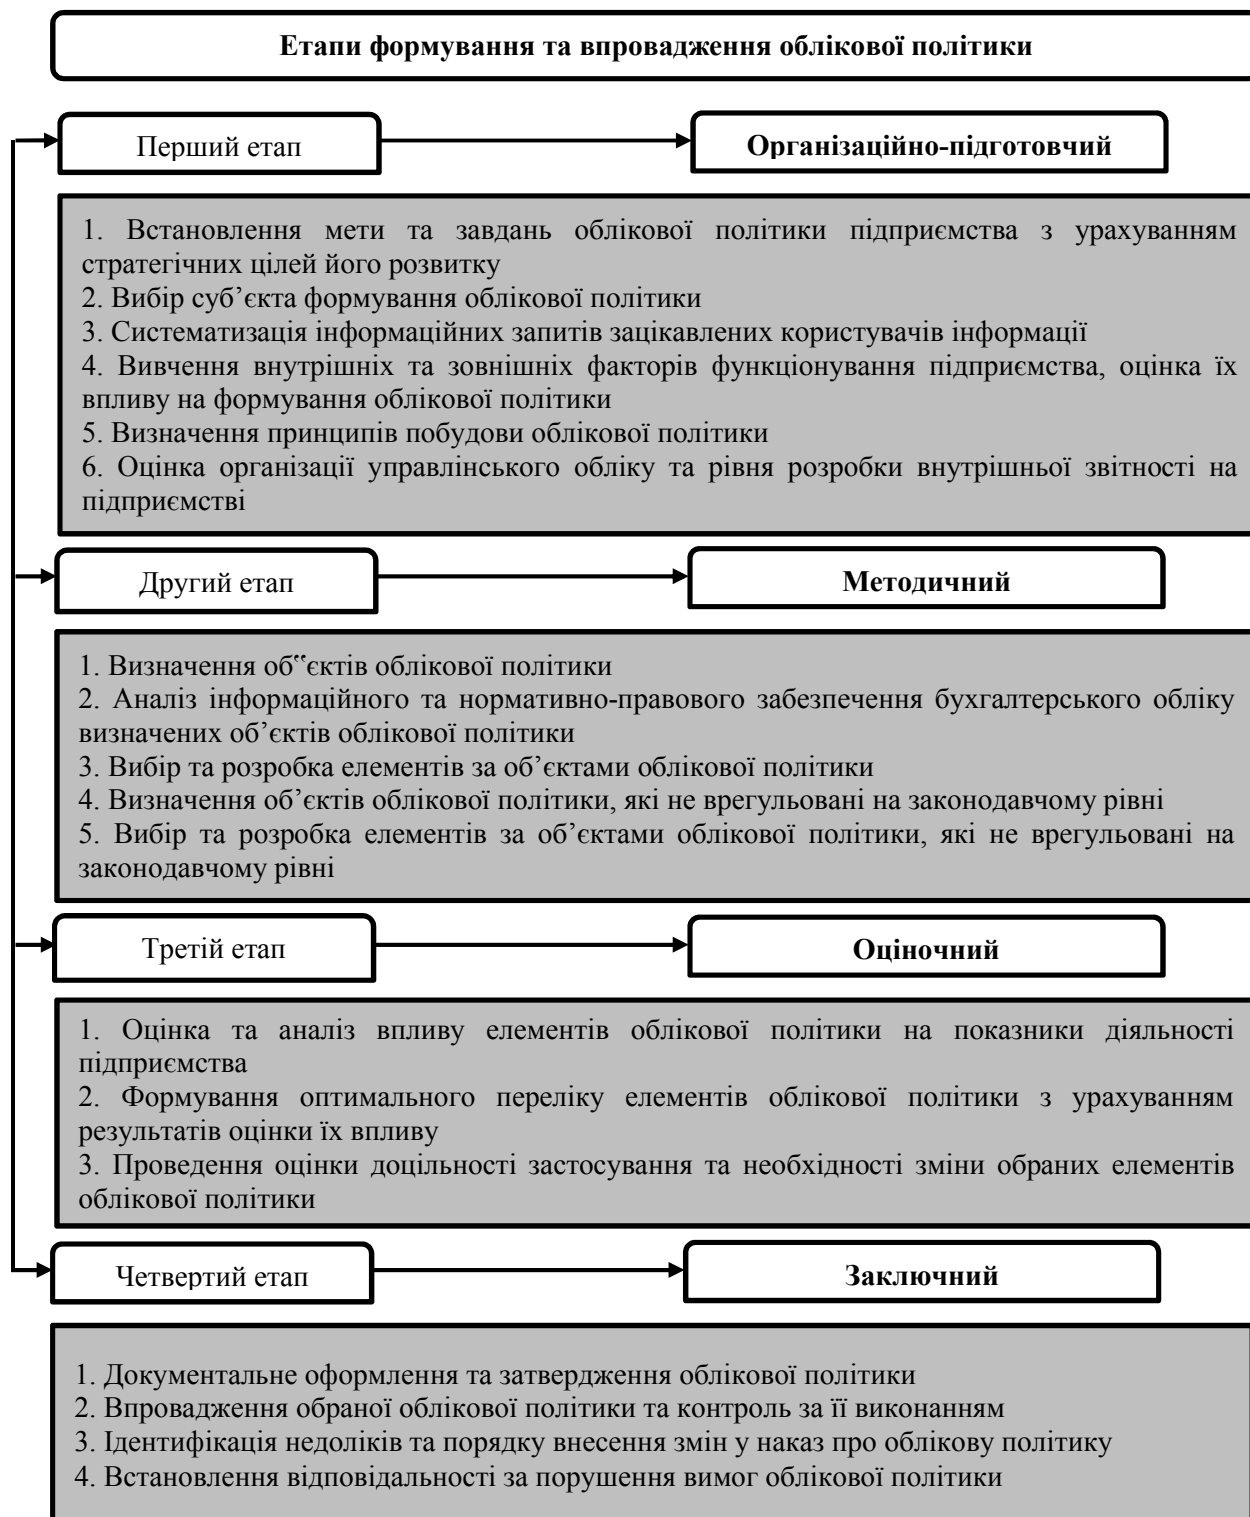 Етапи формування та впровадження облікової політики
Перший етап
Організаційно-підготовчий
1. Встановлення мети та завдань облікової політики підприємства з урахуванням
стратегічних цілей його розвитку
2. Вибір суб’єкта формування облікової політики
3. Систематизація інформаційних запитів зацікавлених користувачів інформації
4. Вивчення внутрішніх та зовнішніх факторів функціонування підприємства, оцінка їх
впливу на формування облікової політики
5. Визначення принципів побудови облікової політики
6. Оцінка організації управлінського обліку та рівня розробки внутрішньої звітності на
підприємстві
Другий етап
Методичний
1. Визначення об‟єктів облікової політики
2. Аналіз інформаційного та нормативно-правового забезпечення бухгалтерського обліку
визначених об’єктів облікової політики
3. Вибір та розробка елементів за об’єктами облікової політики
4. Визначення об’єктів облікової політики, які не врегульовані на законодавчому рівні
5. Вибір та розробка елементів за об’єктами облікової політики, які не врегульовані на
законодавчому рівні
Третій етап
Оціночний
1. Оцінка та аналіз впливу елементів облікової політики на показники діяльності
підприємства
2. Формування оптимального переліку елементів облікової політики з урахуванням
результатів оцінки їх впливу
3. Проведення оцінки доцільності застосування та необхідності зміни обраних елементів
облікової політики
Четвертий етап
Заключний
1. Документальне оформлення та затвердження облікової політики
2. Впровадження обраної облікової політики та контроль за її виконанням
3. Ідентифікація недоліків та порядку внесення змін у наказ про облікову політику
4. Встановлення відповідальності за порушення вимог облікової політики